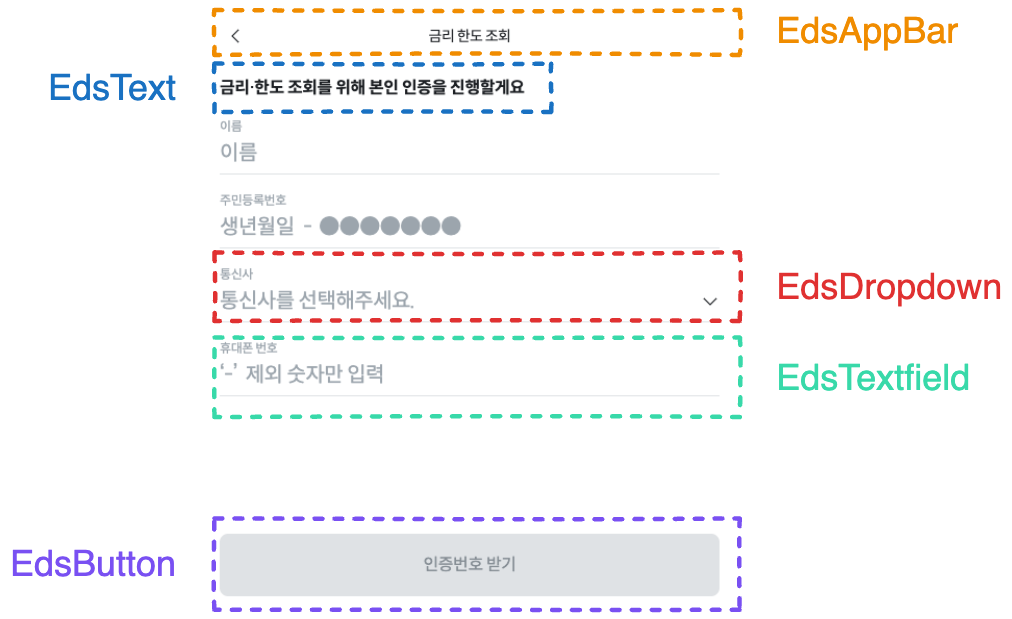 금리 한도 조회
EdsAppBar
EdsText
금리·한도 조회를 위해 본인 인증을 진행할게요
이름
이름
주민등록번호
생년월일 - ●●●●●●●
통신사
통신사를 선택해주세요.
EdsDropdown
휴대폰 번호
‘-’ 제외 숫자만 입력
EdsTextfield
EdsButton
인증번호 받기